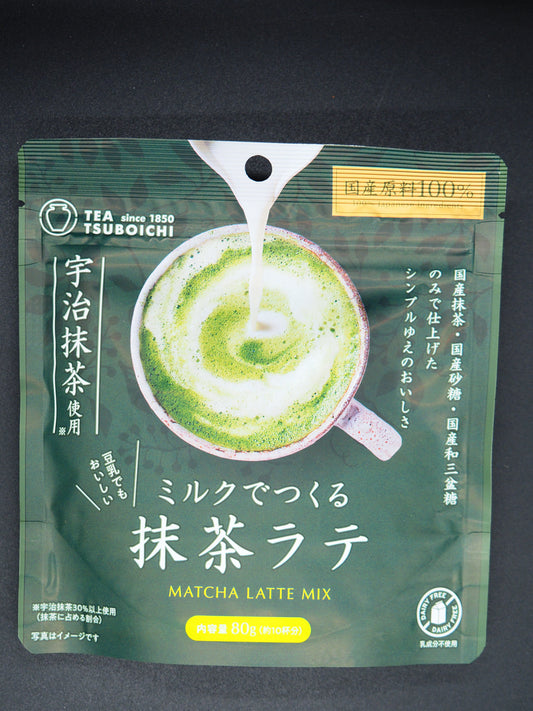 国産原料100%
100% Japanese ingredients
TEA since 1850
TSUBOICHI
宇治抹茶使用
※
国産抹茶・国産砂糖・国産和三盆糖
のみで仕上げた
シンプルゆえのおいしさ
豆乳でも
おいしい
ミルクでつくる
抹茶ラテ
MATCHA LATTE MIX
※宇治抹茶30%以上使用
(抹茶に占める割合)
写真はイメージです
内容量 80g (約10杯分)
DAIRY FREE
DAIRY FREE
乳成分不使用